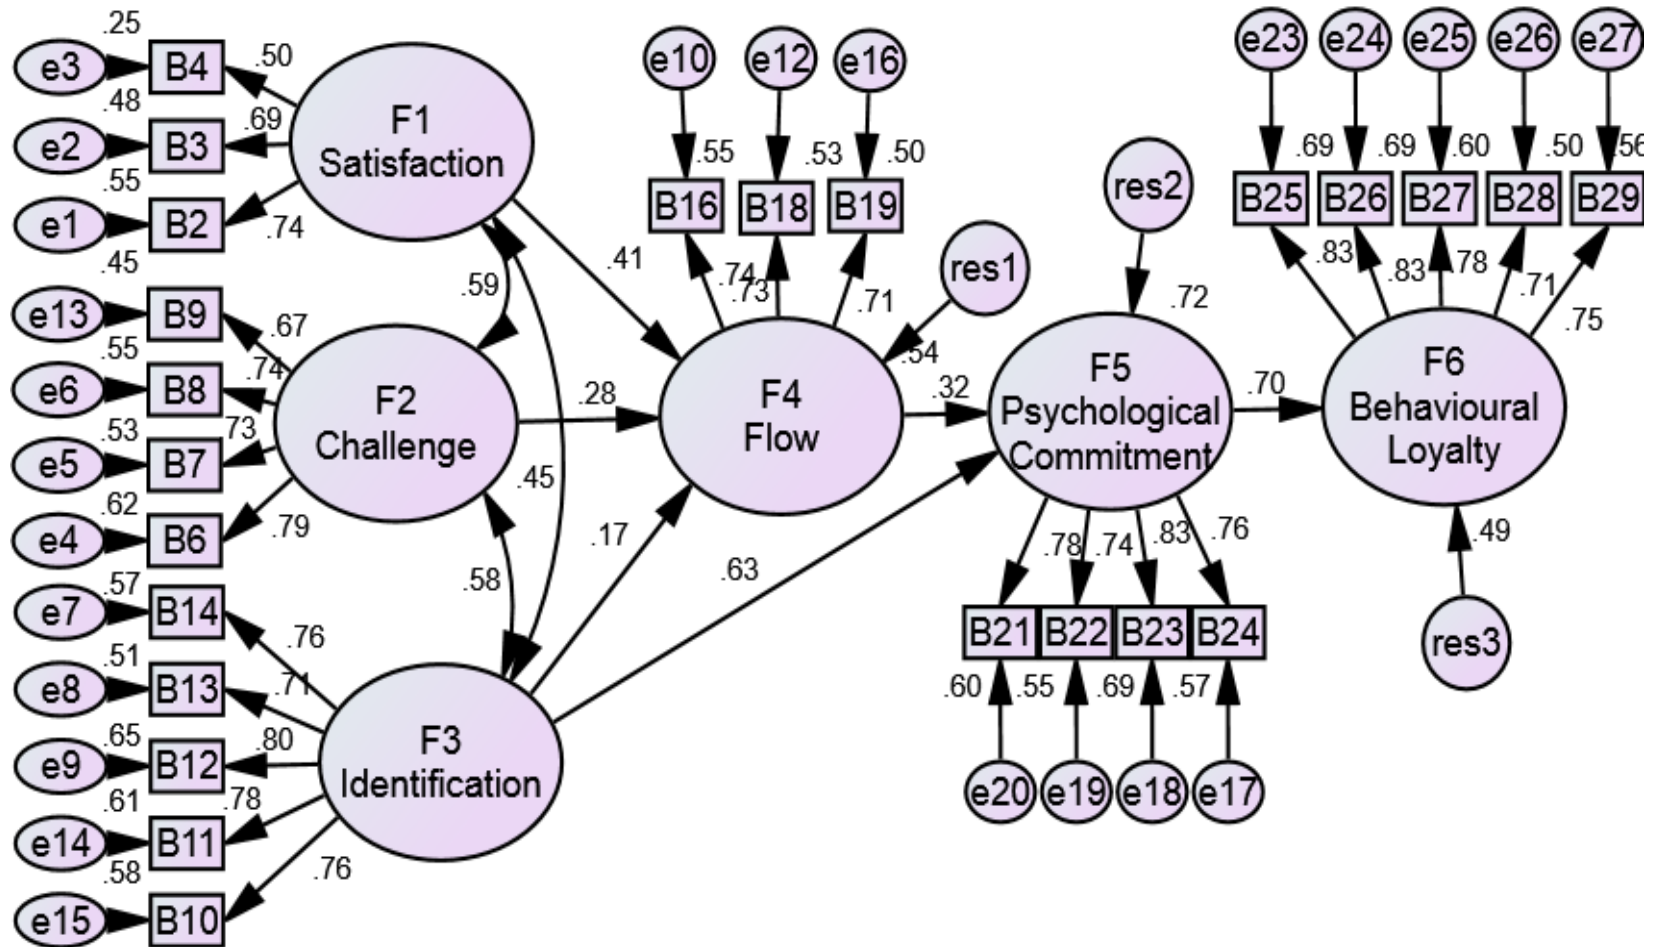 .25
e3 B4 .50
.48
e2 B3 .69
.55
e1 B2 .74
.45
F1
Satisfaction
e13 B9 .67
.55
e6 B8 .74
.53
e5 B7 .73
.62
e4 B6 .79
F2
Challenge
.57
e7 B14 .76
.51
e8 B13 .71
.65
e9 B12 .80
.61
e14 B11 .78
.58
e15 B10 .76
F3
Identification
.59
.45
.58
.41
.28
.17
.63
e10 e12 e16
.55 .53 .50
B16 B18 B19
.74 .73 .71
res1
.54
F4
Flow
.32
res2
.72
F5
Psychological
Commitment
.78 .74 .83 .76
B21 B22 B23 B24
.60 .55 .69 .57
e20 e19 e18 e17
.70
e23 e24 e25 e26 e27
.69 .69 .60 .50 .56
B25 B26 B27 B28 B29
.83 .83 .78 .71 .75
F6
Behavioural
Loyalty
.49
res3